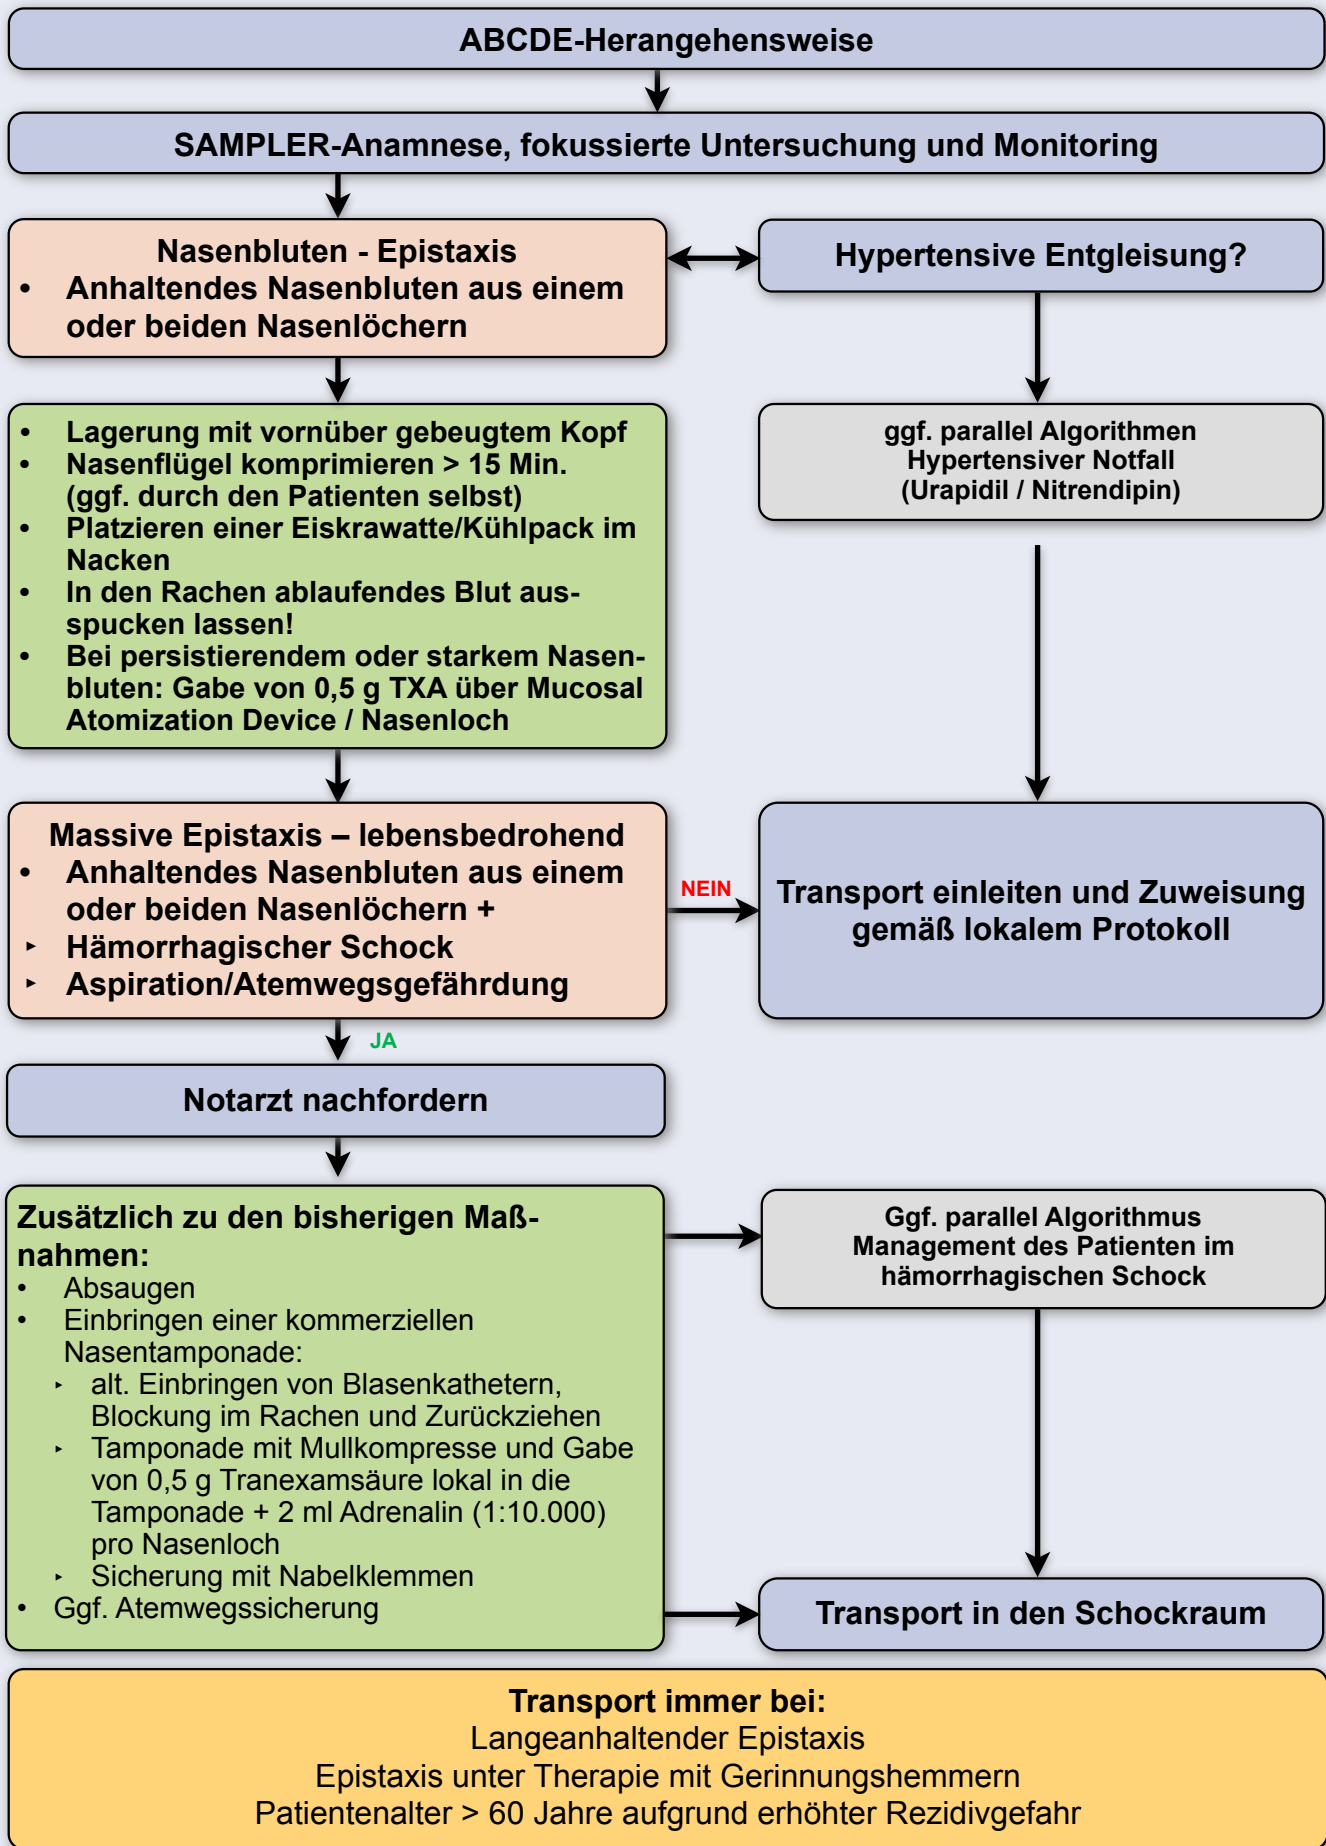 ABCDE-Herangehensweise
SAMPLER-Anamnese, fokussierte Untersuchung und Monitoring
Nasenbluten - Epistaxis
• Anhaltendes Nasenbluten aus einem
oder beiden Nasenlöchern
Hypertensive Entgleisung?
• Lagerung mit vornüber gebeugtem Kopf
• Nasenflügel komprimieren > 15 Min.
(ggf. durch den Patienten selbst)
• Platzieren einer Eiskrawatte/Kühlpack im
Nacken
• In den Rachen ablaufendes Blut aus-
spucken lassen!
• Bei persistierendem oder starkem Nasen-
bluten: Gabe von 0,5 g TXA über Mucosal
Atomization Device / Nasenloch
ggf. parallel Algorithmen
Hypertensiver Notfall
(Urapidil / Nitrendipin)
Massive Epistaxis – lebensbedrohend
• Anhaltendes Nasenbluten aus einem
oder beiden Nasenlöchern +
‣ Hämorrhagischer Schock
‣ Aspiration/Atemwegsgefährdung
NEIN
Transport einleiten und Zuweisung
gemäß lokalem Protokoll
JA
Notarzt nachfordern
Zusätzlich zu den bisherigen Maß-
nahmen:
• Absaugen
• Einbringen einer kommerziellen
Nasentamponade:
‣ alt. Einbringen von Blasenkathetern,
Blockung im Rachen und Zurückziehen
‣ Tamponade mit Mullkompresse und Gabe
von 0,5 g Tranexamsäure lokal in die
Tamponade + 2 ml Adrenalin (1:10.000)
pro Nasenloch
‣ Sicherung mit Nabelklemmen
• Ggf. Atemwegssicherung
Ggf. parallel Algorithmus
Management des Patienten im
hämorrhagischen Schock
Transport in den Schockraum
Transport immer bei:
Langeanhaltender Epistaxis
Epistaxis unter Therapie mit Gerinnungshemmern
Patientenalter > 60 Jahre aufgrund erhöhter Rezidivgefahr